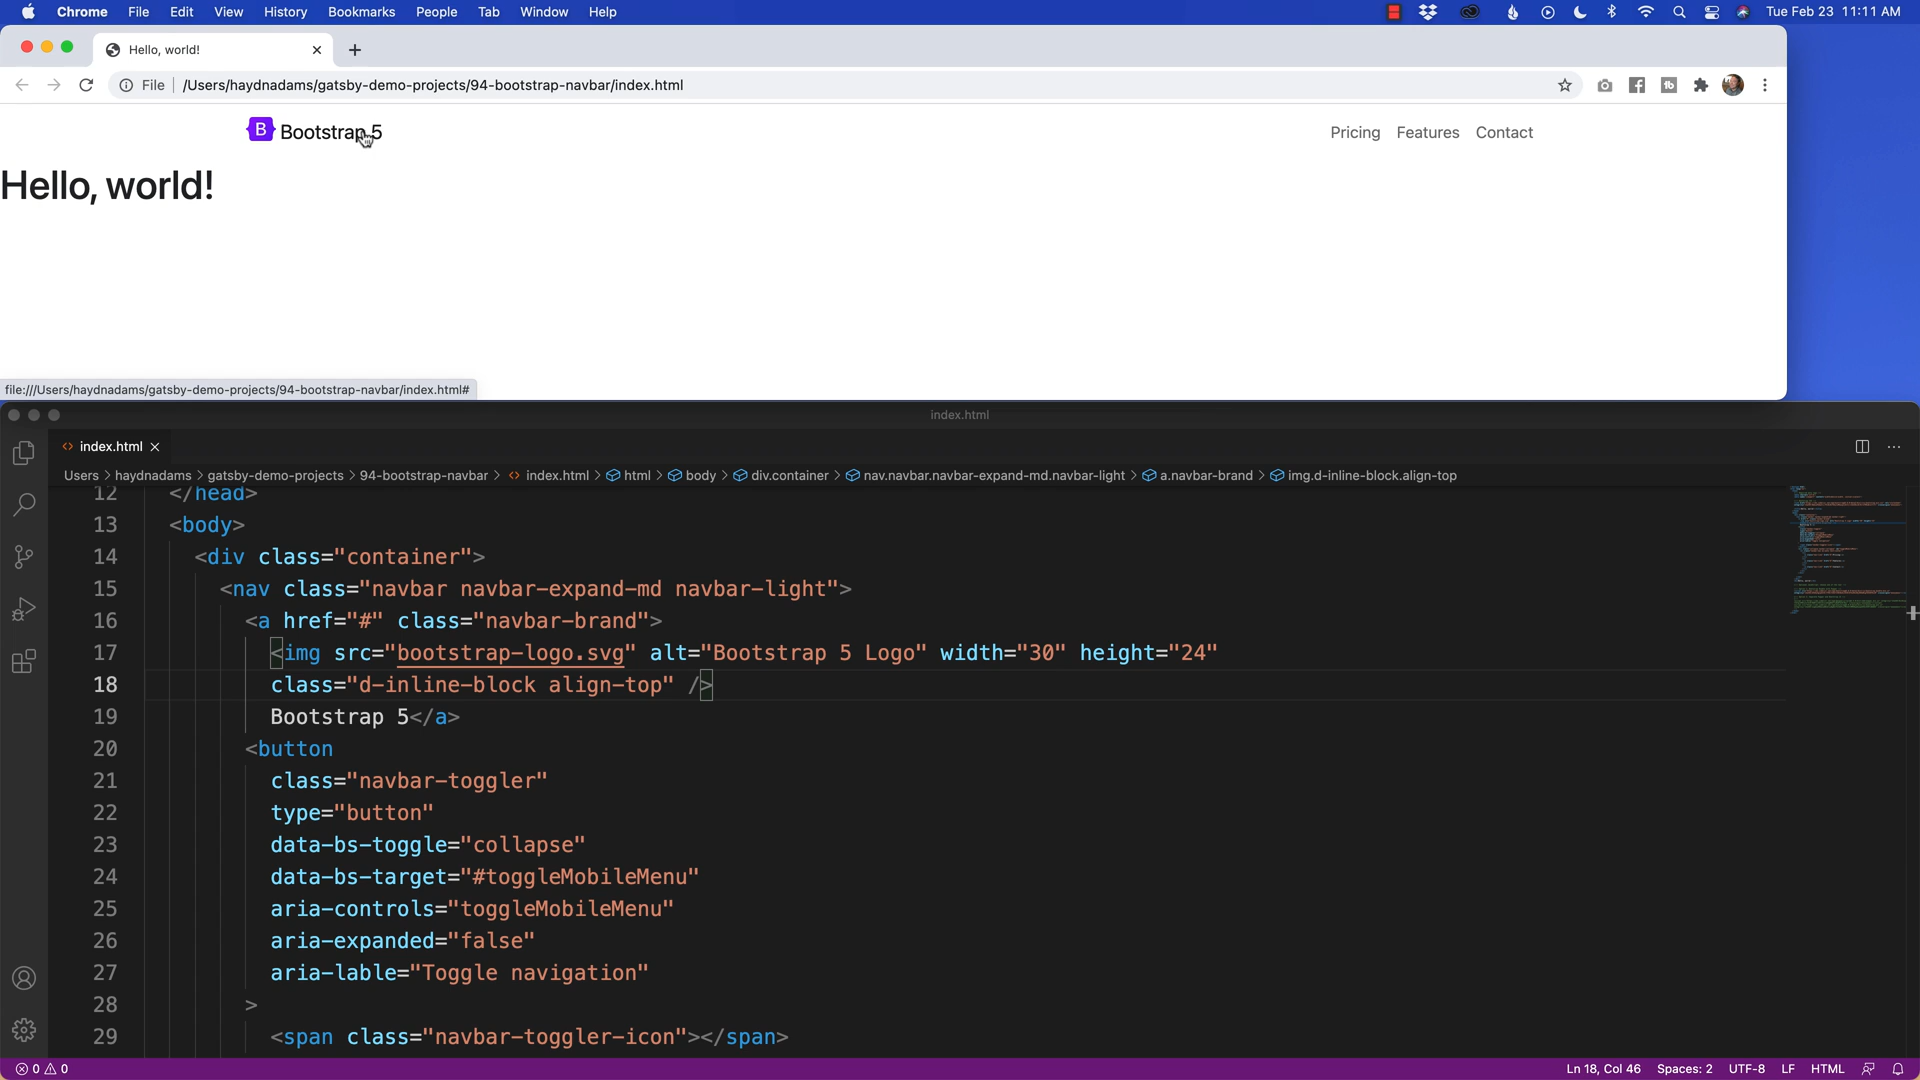 Chrome File Edit View History Bookmarks People Tab Window Help Tue Feb 23 11:11 AM
Hello, world!
File /Users/haydnadams/gatsby-demo-projects/94-bootstrap-navbar/index.html
B Bootstrap 5 Pricing Features Contact
Hello, world!
file:///Users/haydnadams/gatsby-demo-projects/94-bootstrap-navbar/index.html#
index.html
<> index.html
Users > haydnadams > gatsby-demo-projects > 94-bootstrap-navbar > <> index.html > html > body > div.container > nav.navbar.navbar-expand-md.navbar-light > a.navbar-brand > img.d-inline-block.align-top
12 </head>
13 <body>
14 <div class="container">
15 <nav class="navbar navbar-expand-md navbar-light">
16 <a href="#" class="navbar-brand">
17 <img src="bootstrap-logo.svg" alt="Bootstrap 5 Logo" width="30" height="24"
18 class="d-inline-block align-top" />
19 Bootstrap 5</a>
20 <button
21 class="navbar-toggler"
22 type="button"
23 data-bs-toggle="collapse"
24 data-bs-target="#toggleMobileMenu"
25 aria-controls="toggleMobileMenu"
26 aria-expanded="false"
27 aria-lable="Toggle navigation"
28 >
29 <span class="navbar-toggler-icon"></span>
0 0 Ln 18, Col 46 Spaces: 2 UTF-8 LF HTML